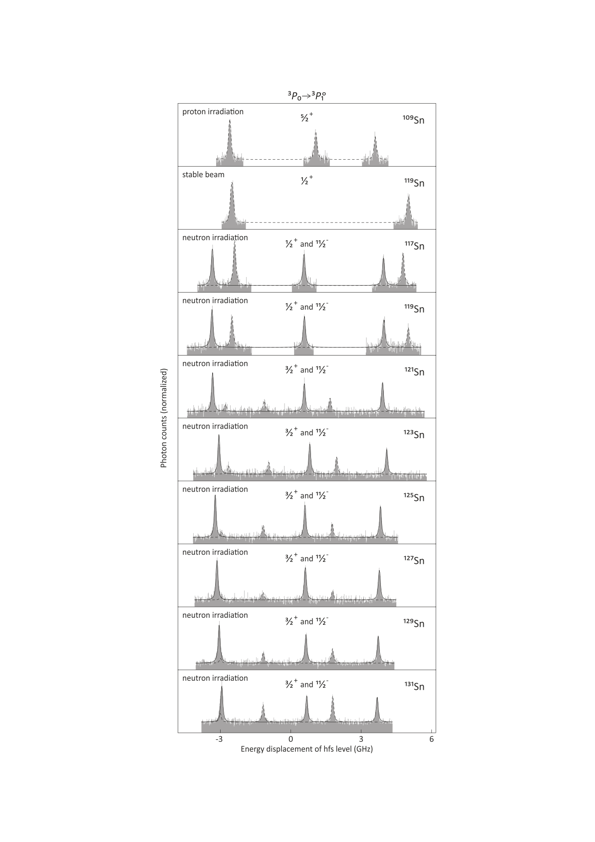 ³P₀→³P₁°
proton irradiation
5⁄2⁺
¹⁰⁹Sn
stable beam
1⁄2⁺
¹¹⁹Sn
neutron irradiation
1⁄2⁺ and 11⁄2⁻
¹¹⁷Sn
neutron irradiation
1⁄2⁺ and 11⁄2⁻
¹¹⁹Sn
neutron irradiation
3⁄2⁺ and 11⁄2⁻
¹²¹Sn
neutron irradiation
3⁄2⁺ and 11⁄2⁻
¹²³Sn
neutron irradiation
3⁄2⁺ and 11⁄2⁻
¹²⁵Sn
neutron irradiation
3⁄2⁺ and 11⁄2⁻
¹²⁷Sn
neutron irradiation
3⁄2⁺ and 11⁄2⁻
¹²⁹Sn
neutron irradiation
3⁄2⁺ and 11⁄2⁻
¹³¹Sn
Photon counts (normalized)
-3 0 3 6
Energy displacement of hfs level (GHz)